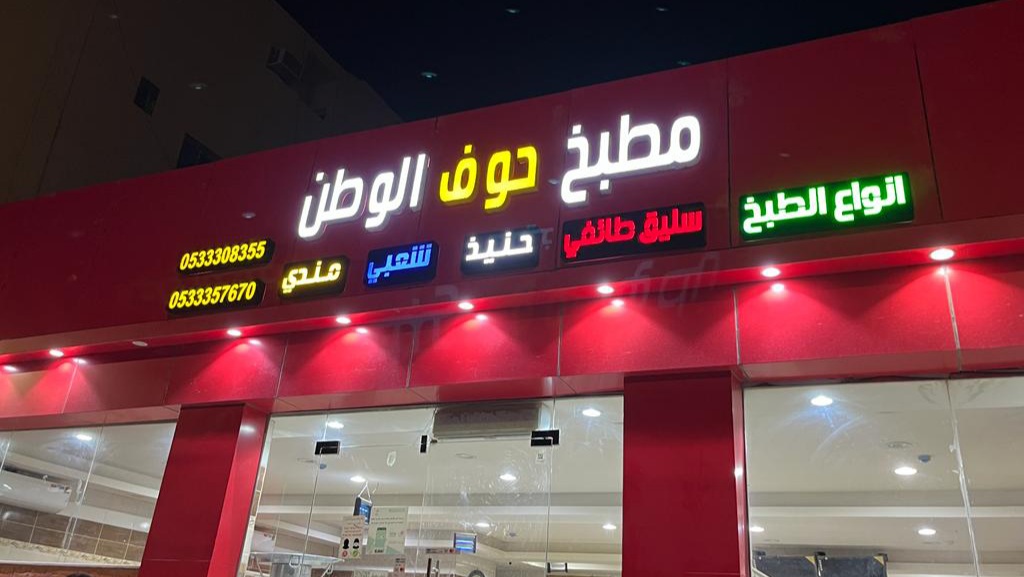 مطبخ حوف الوطن
انواع الطبخ
سليق طائفي
حنيذ
شعبي
مندي
0533308355
0533357670